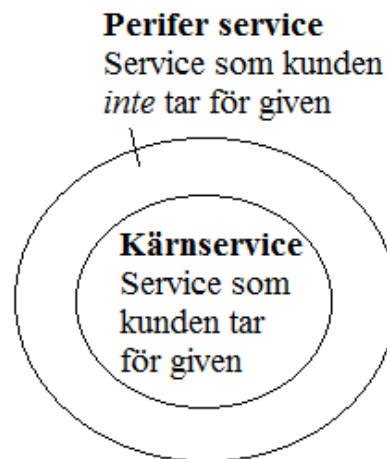 Perifer service
Service som kunden
inte tar för given
Kärnservice
Service som
kunden tar
för given